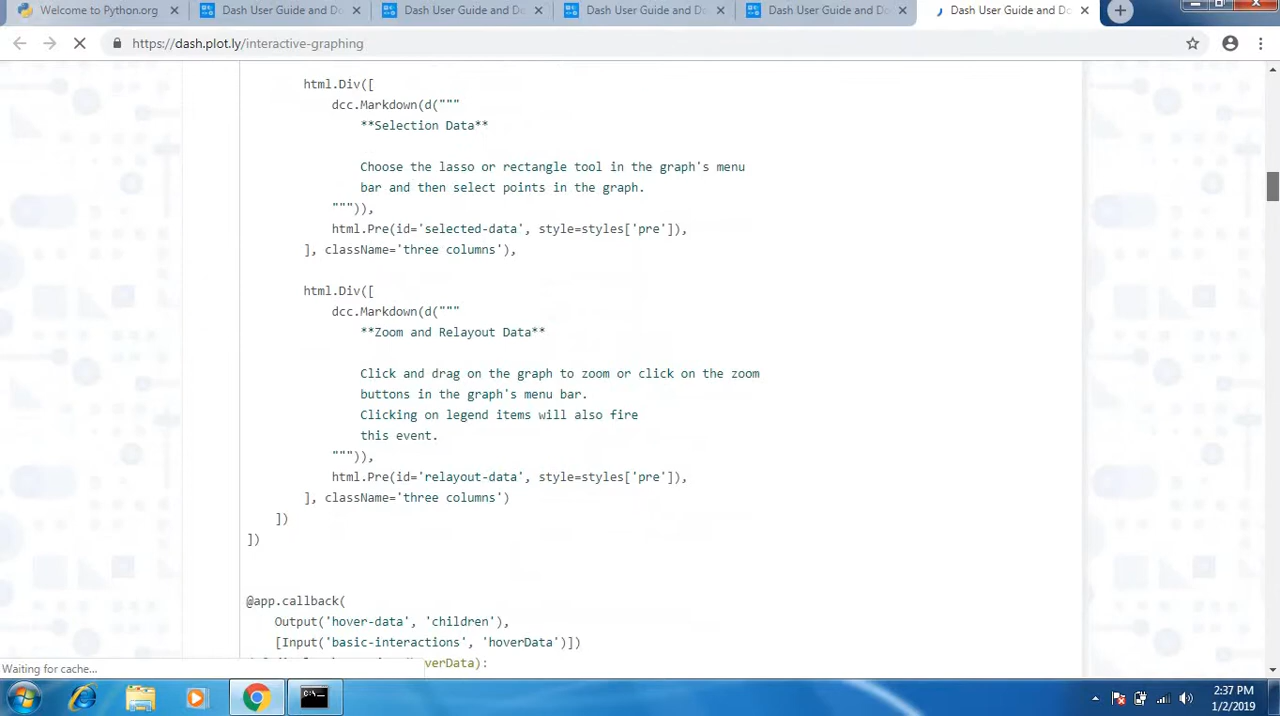 Welcome to Python.org
Dash User Guide and Do
Dash User Guide and Do
Dash User Guide and Do
Dash User Guide and Do
Dash User Guide and Do
https://dash.plot.ly/interactive-graphing
html.Div([
dcc.Markdown(d("""
**Selection Data**
Choose the lasso or rectangle tool in the graph's menu
bar and then select points in the graph.
""")),
html.Pre(id='selected-data', style=styles['pre']),
], className='three columns'),
html.Div([
dcc.Markdown(d("""
**Zoom and Relayout Data**
Click and drag on the graph to zoom or click on the zoom
buttons in the graph's menu bar.
Clicking on legend items will also fire
this event.
""")),
html.Pre(id='relayout-data', style=styles['pre']),
], className='three columns')
])
])
@app.callback(
Output('hover-data', 'children'),
[Input('basic-interactions', 'hoverData')])
verData):
Waiting for cache...
2:37 PM
1/2/2019